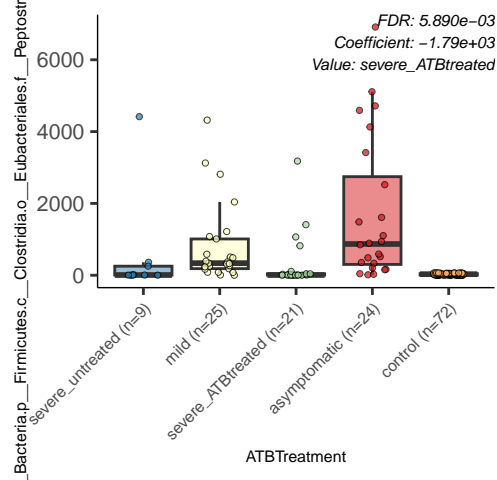 FDR: 5.890e−03
Coefficient: −1.79e+03
Value: severe_ATBtreated
_Bacteria.p__Firmicutes.c__Clostridia.o__Eubacteriales.f__Peptostr
6000
4000
2000
0
severe_untreated (n=9)
mild (n=25)
severe_ATBtreated (n=21)
asymptomatic (n=24)
control (n=72)
ATBTreatment